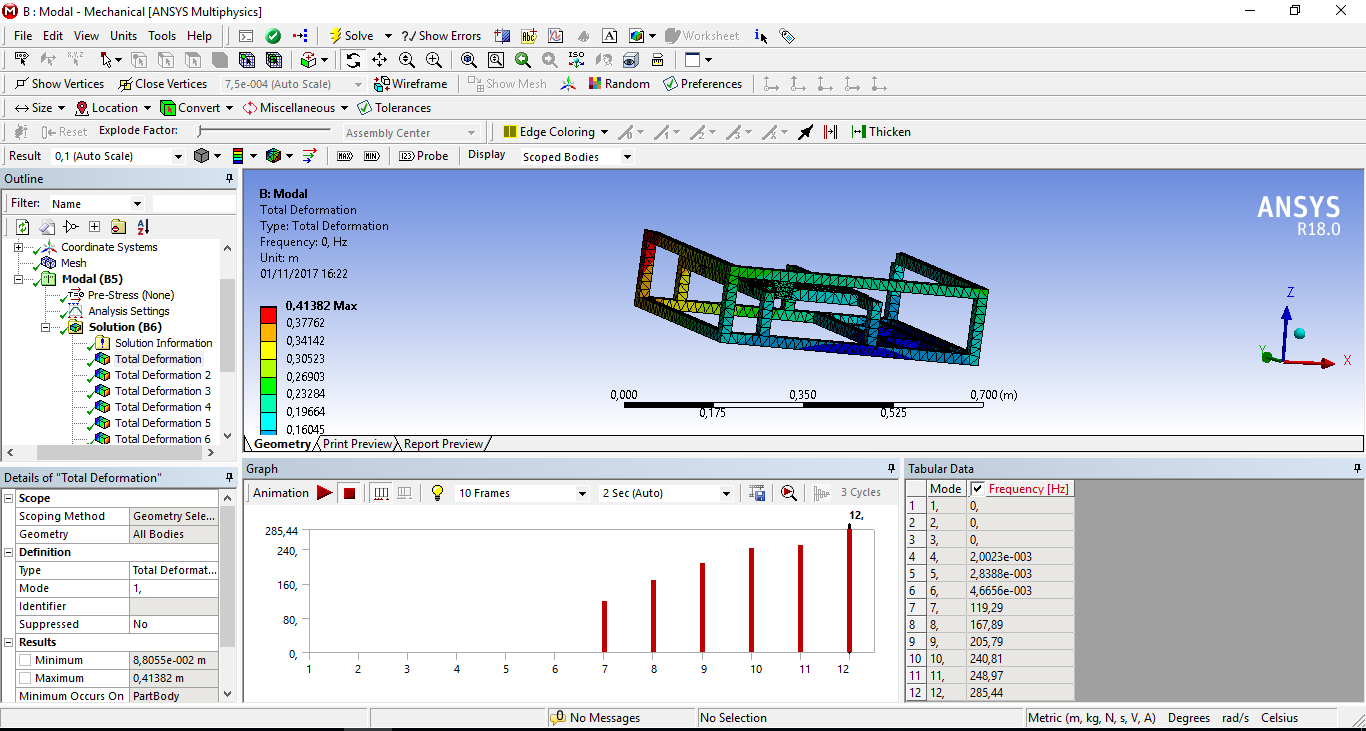 B : Modal - Mechanical [ANSYS Multiphysics]
File Edit View Units Tools Help Solve ?/ Show Errors Worksheet
Show Vertices Close Vertices 7,5e-004 (Auto Scale) Wireframe Show Mesh Random Preferences
Size Location Convert Miscellaneous Tolerances
Reset Explode Factor: Assembly Center Edge Coloring Thicken
Result 0,1 (Auto Scale) MAX MIN Probe Display Scoped Bodies
Outline
Filter: Name
Coordinate Systems
Mesh
Modal (B5)
Pre-Stress (None)
Analysis Settings
Solution (B6)
Solution Information
Total Deformation
Total Deformation 2
Total Deformation 3
Total Deformation 4
Total Deformation 5
Total Deformation 6
B: Modal
Total Deformation
Type: Total Deformation
Frequency: 0, Hz
Unit: m
01/11/2017 16:22
0,41382 Max
0,37762
0,34142
0,30523
0,26903
0,23284
0,19664
0,16045
ANSYS
R18.0
Z
Y
X
0,000 0,350 0,700 (m)
0,175 0,525
Geometry Print Preview Report Preview
Details of "Total Deformation"
Scope
Scoping Method Geometry Sele...
Geometry All Bodies
Definition
Type Total Deformat...
Mode 1,
Identifier
Suppressed No
Results
Minimum 8,8055e-002 m
Maximum 0,41382 m
Minimum Occurs On PartBody
Graph
Animation 10 Frames 2 Sec (Auto) 3 Cycles
12,
285,44
240,
160,
80,
0,
1 2 3 4 5 6 7 8 9 10 11 12
Tabular Data
Mode Frequency [Hz]
1 1, 0,
2 2, 0,
3 3, 0,
4 4, 2,0023e-003
5 5, 2,8388e-003
6 6, 4,6656e-003
7 7, 119,29
8 8, 167,89
9 9, 205,79
10 10, 240,81
11 11, 248,97
12 12, 285,44
No Messages No Selection Metric (m, kg, N, s, V, A) Degrees rad/s Celsius